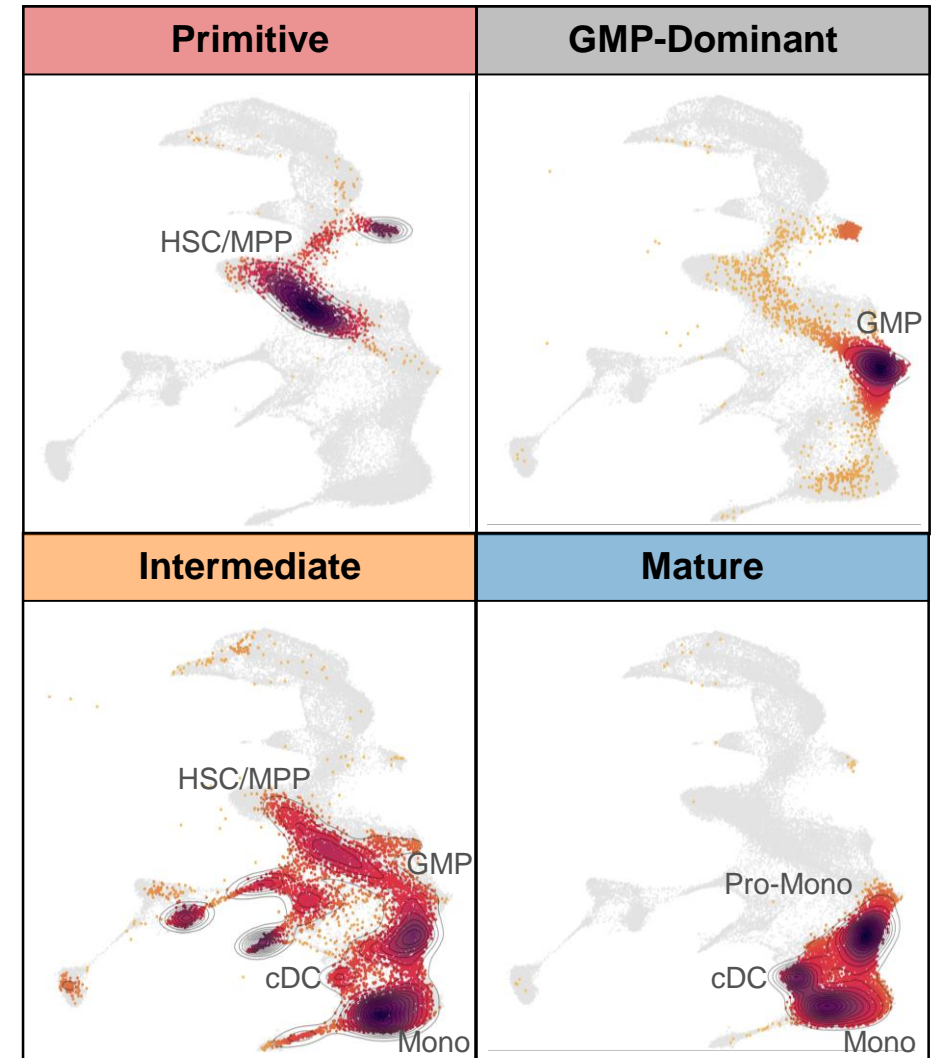 Primitive
GMP-Dominant
HSC/MPP
GMP
Intermediate
Mature
HSC/MPP
GMP
cDC
Mono
Pro-Mono
cDC
Mono